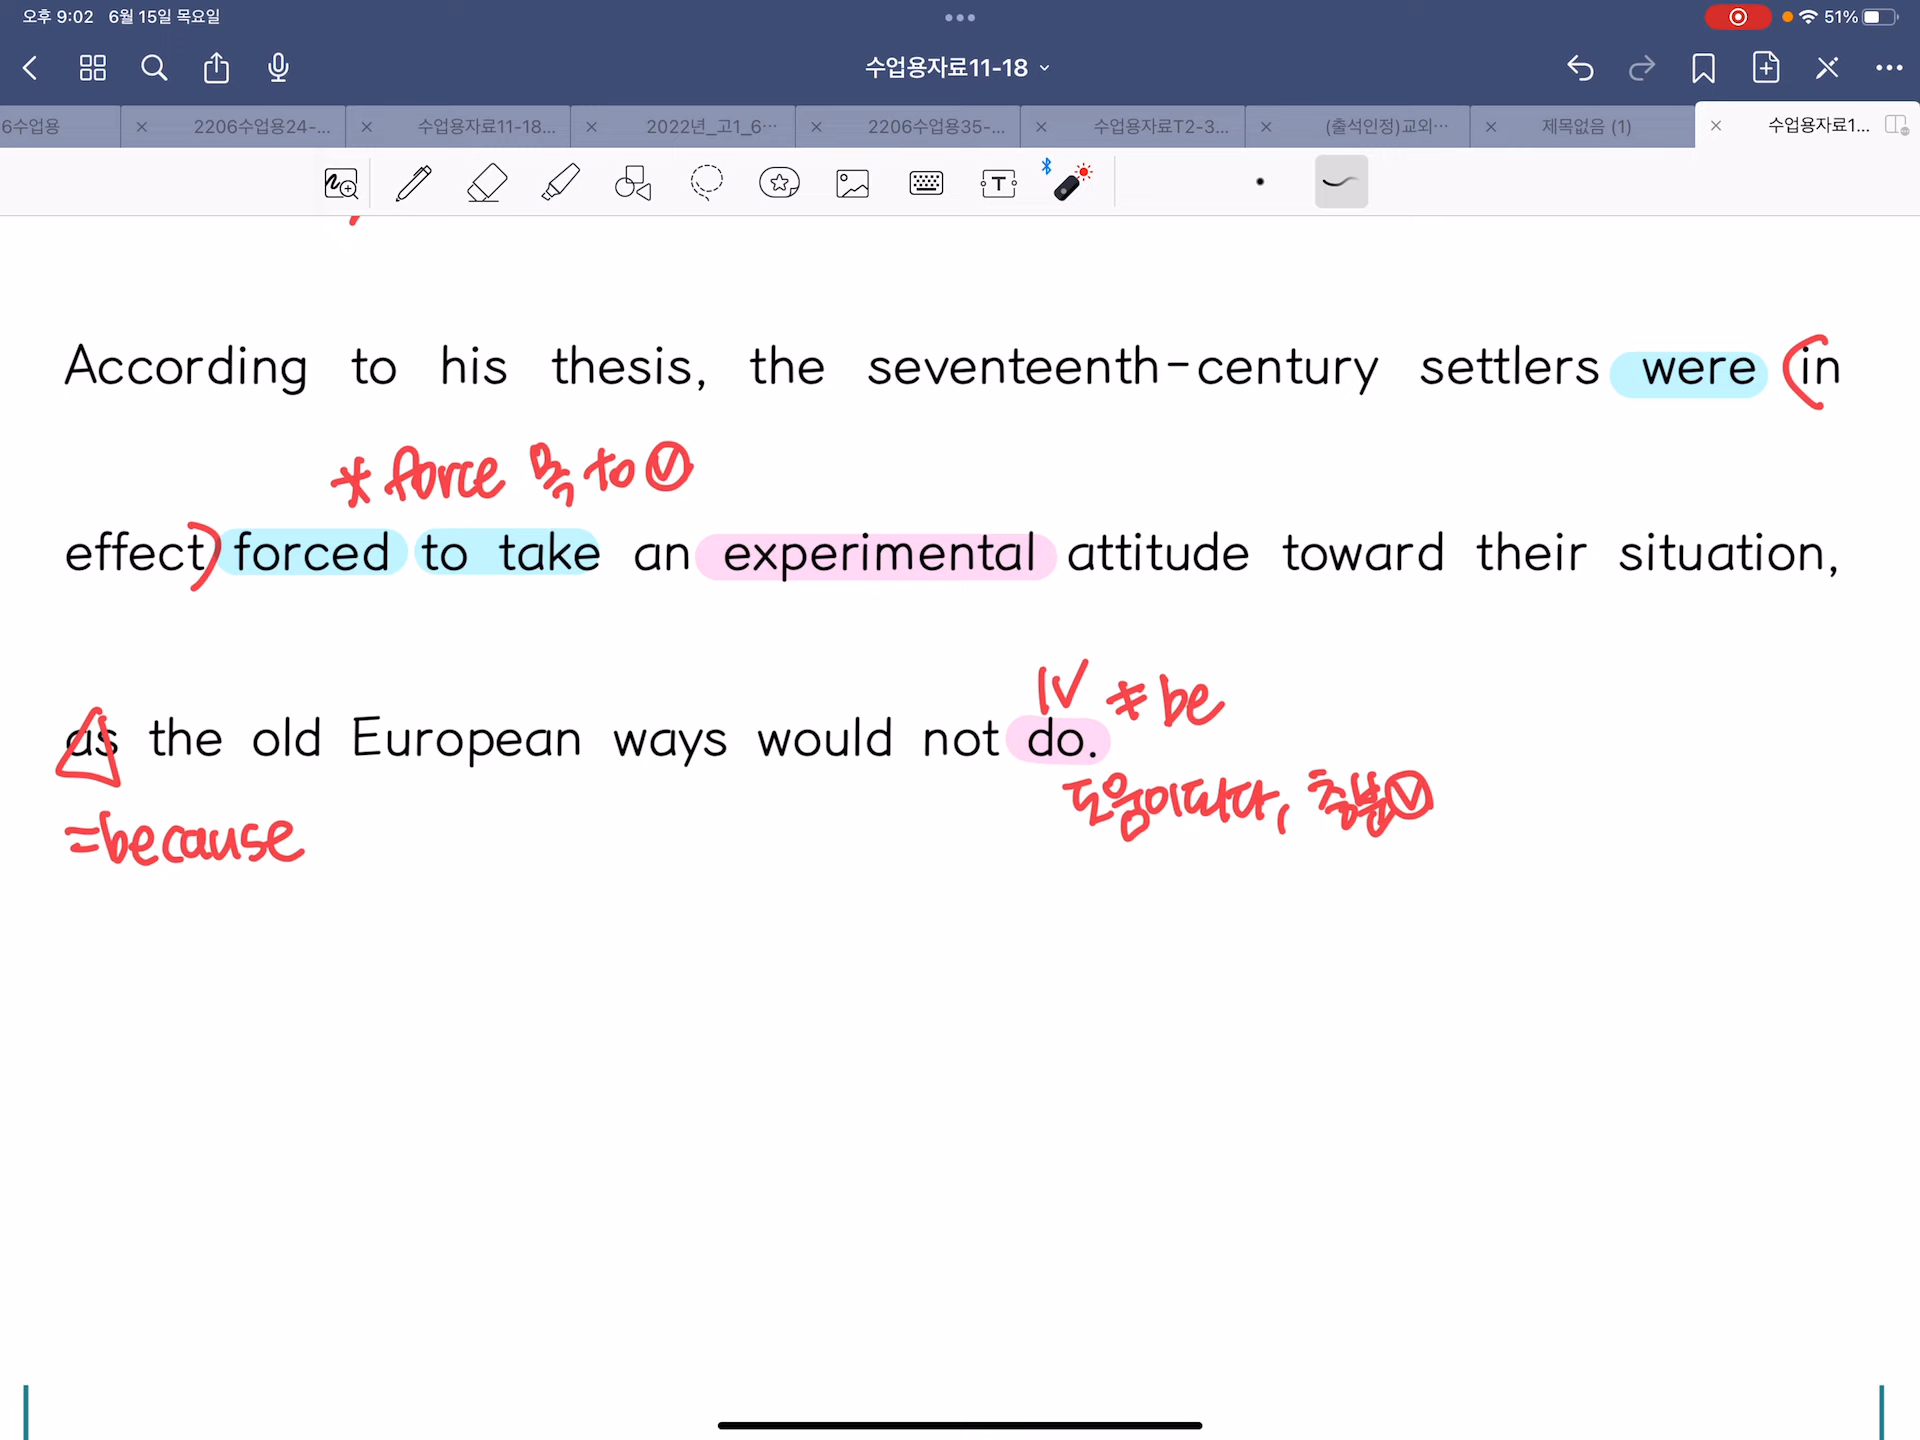 오후 9:02 6월 15일 목요일
51%
수업용자료11-18
6수업용
2206수업용24-...
수업용자료11-18...
2022년_고1_6...
2206수업용35-...
수업용자료T2-3...
(출석인정)교외...
제목없음 (1)
수업용자료1...
According to his thesis, the seventeenth-century settlers were (in
* force 목 to ⓥ
effect) forced to take an experimental attitude toward their situation,
1V ≠ be
as the old European ways would not do.
도움이되다, 충분ⓥ
=because